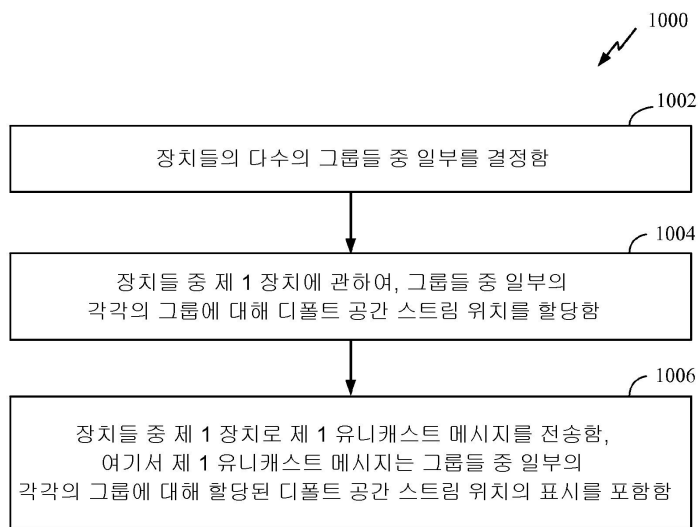 1000
1002
장치들의 다수의 그룹들 중 일부를 결정함
1004
장치들 중 제 1 장치에 관하여, 그룹들 중 일부의
각각의 그룹에 대해 디폴트 공간 스트림 위치를 할당함
1006
장치들 중 제 1 장치로 제 1 유니캐스트 메시지를 전송함,
여기서 제 1 유니캐스트 메시지는 그룹들 중 일부의
각각의 그룹에 대해 할당된 디폴트 공간 스트림 위치의 표시를 포함함